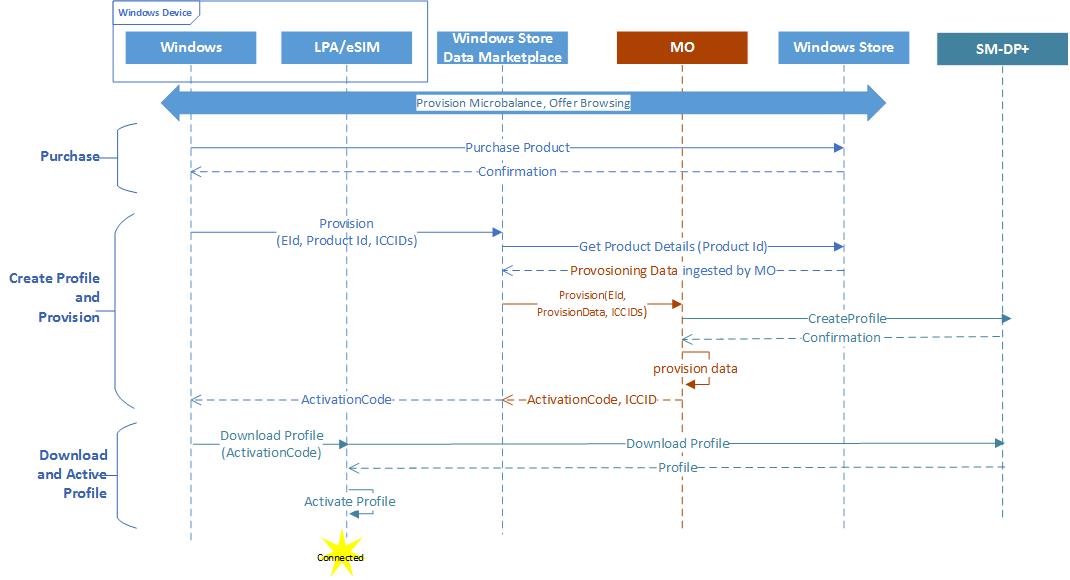 Windows Device
Windows
LPA/eSIM
Windows Store
Data Marketplace
MO
Windows Store
SM-DP+
Provision Microbalance, Offer Browsing
Purchase
Purchase Product
Confirmation
Create Profile
and
Provision
Provision
(EId, Product Id, ICCIDs)
Get Product Details (Product Id)
Provosioning Data ingested by MO
Provision(EId,
ProvisionData, ICCIDs)
CreateProfile
Confirmation
provision data
ActivationCode
ActivationCode, ICCID
Download
and Active
Profile
Download Profile
(ActivationCode)
Download Profile
Profile
Activate Profile
Connected